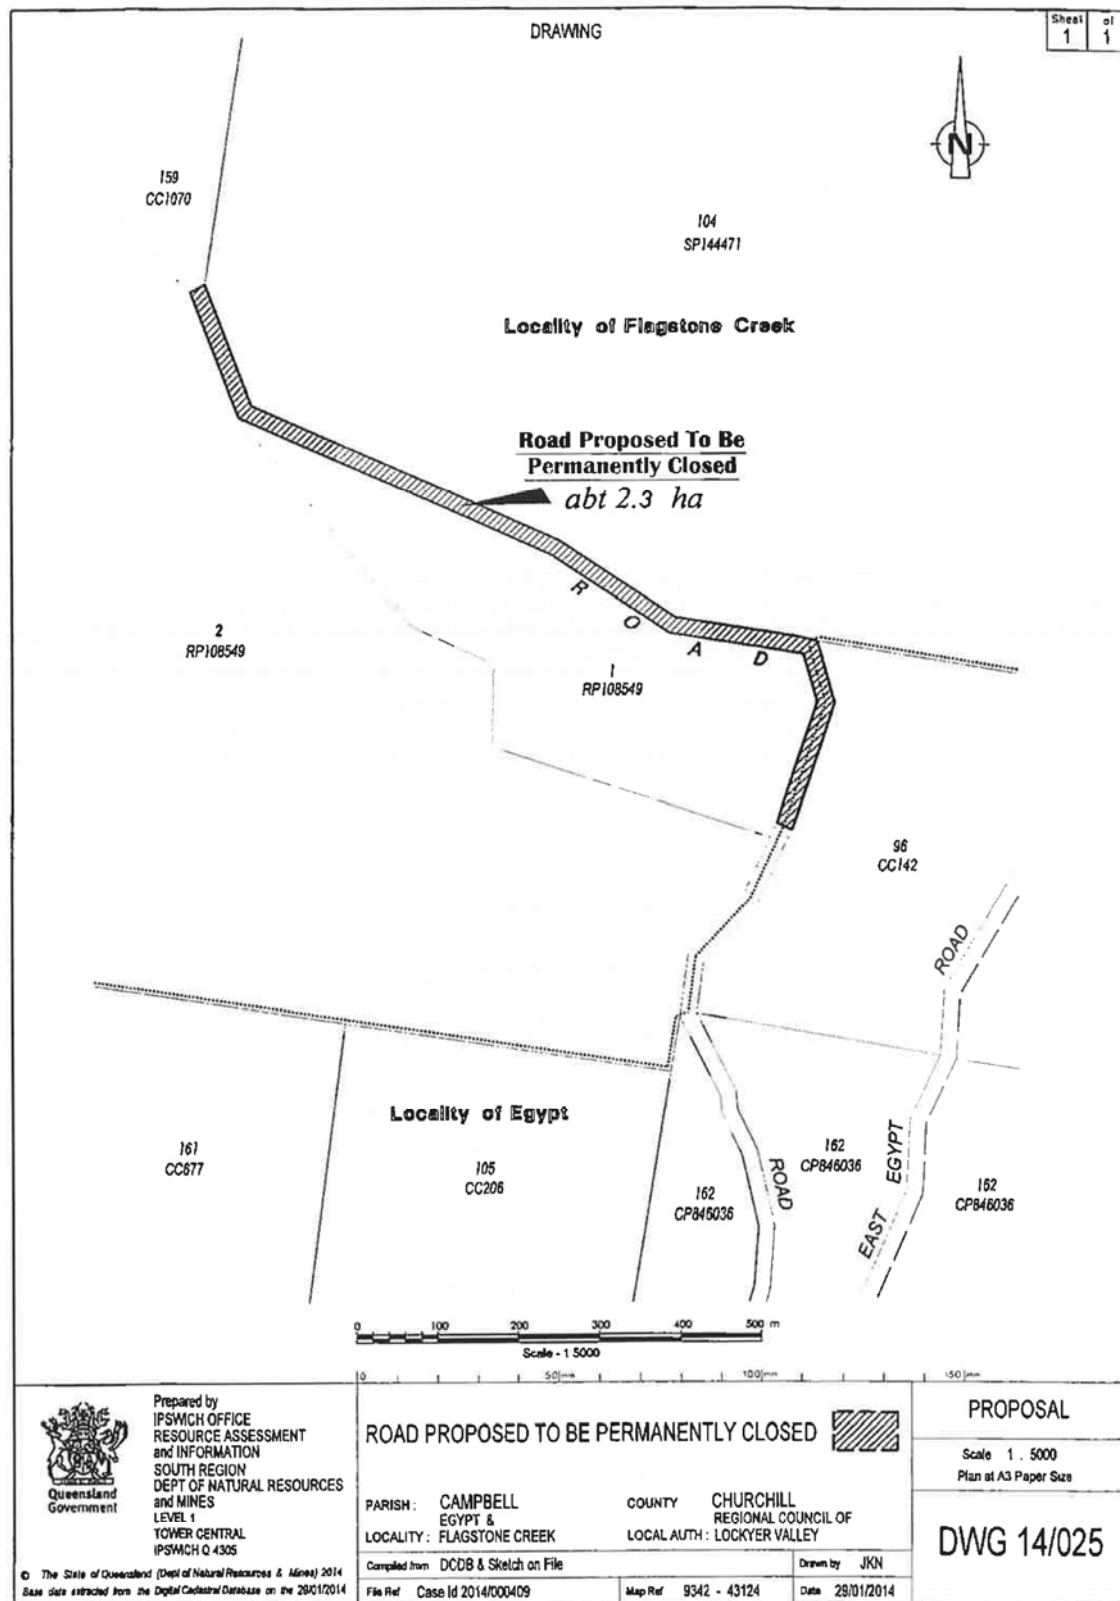 DRAWING
Sheet of
1 1
N
159
CC1070
104
SP144471
Locality of Flagstone Creek
Road Proposed To Be
Permanently Closed
abt 2.3 ha
ROAD
2
RP108549
1
RP108549
96
CC142
ROAD
Locality of Egypt
161
CC677
105
CC206
162
CP846036
ROAD
162
CP846036
EAST EGYPT
162
CP846036
0 100 200 300 400 500 m
Scale - 1:5000
0 50 mm 100 mm 150 mm
Queensland
Government
Prepared by
IPSWICH OFFICE
RESOURCE ASSESSMENT
and INFORMATION
SOUTH REGION
DEPT OF NATURAL RESOURCES
and MINES
LEVEL 1
TOWER CENTRAL
IPSWICH Q 4305
© The State of Queensland (Dept of Natural Resources & Mines) 2014
Base data extracted from the Digital Cadastral Database on the 29/01/2014
ROAD PROPOSED TO BE PERMANENTLY CLOSED
PARISH : CAMPBELL
COUNTY CHURCHILL
EGYPT &
LOCALITY : FLAGSTONE CREEK
REGIONAL COUNCIL OF
LOCAL AUTH : LOCKYER VALLEY
Compiled from DCDB & Sketch on File
Drawn by JKN
File Ref Case Id 2014/000409
Map Ref 9342 - 43124
Date 29/01/2014
PROPOSAL
Scale 1 : 5000
Plan at A3 Paper Size
DWG 14/025